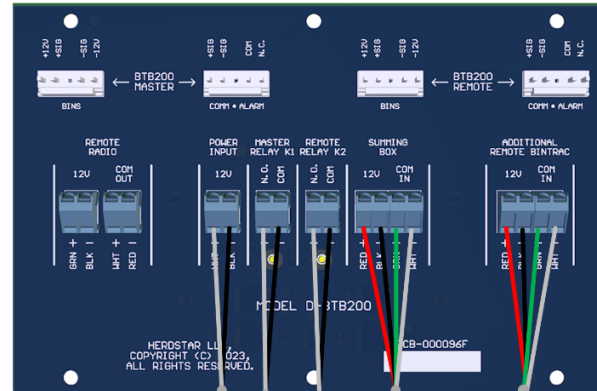 +12V
+SIG
-SIG
-12V
+SIG
-SIG
COM
N.C.
+12V
+SIG
-SIG
-12V
+SIG
-SIG
COM
N.C.
BTB200
MASTER
BTB200
REMOTE
BINS
COMM • ALARM
BINS
COMM • ALARM
REMOTE
RADIO
POWER
INPUT
MASTER
RELAY K1
REMOTE
RELAY K2
SUMMING
BOX
ADDITIONAL
REMOTE BINTRAC
12V
COM
OUT
12V
N.O.
COM
N.O.
COM
12V
COM
IN
12V
COM
IN
GRN +
BLK -
WHT +
RED -
BLK
RED +
BLK
WHT
RED +
WHT
MODEL
HERDSTAR LLC,
COPYRIGHT (C) 2023,
ALL RIGHTS RESERVED.